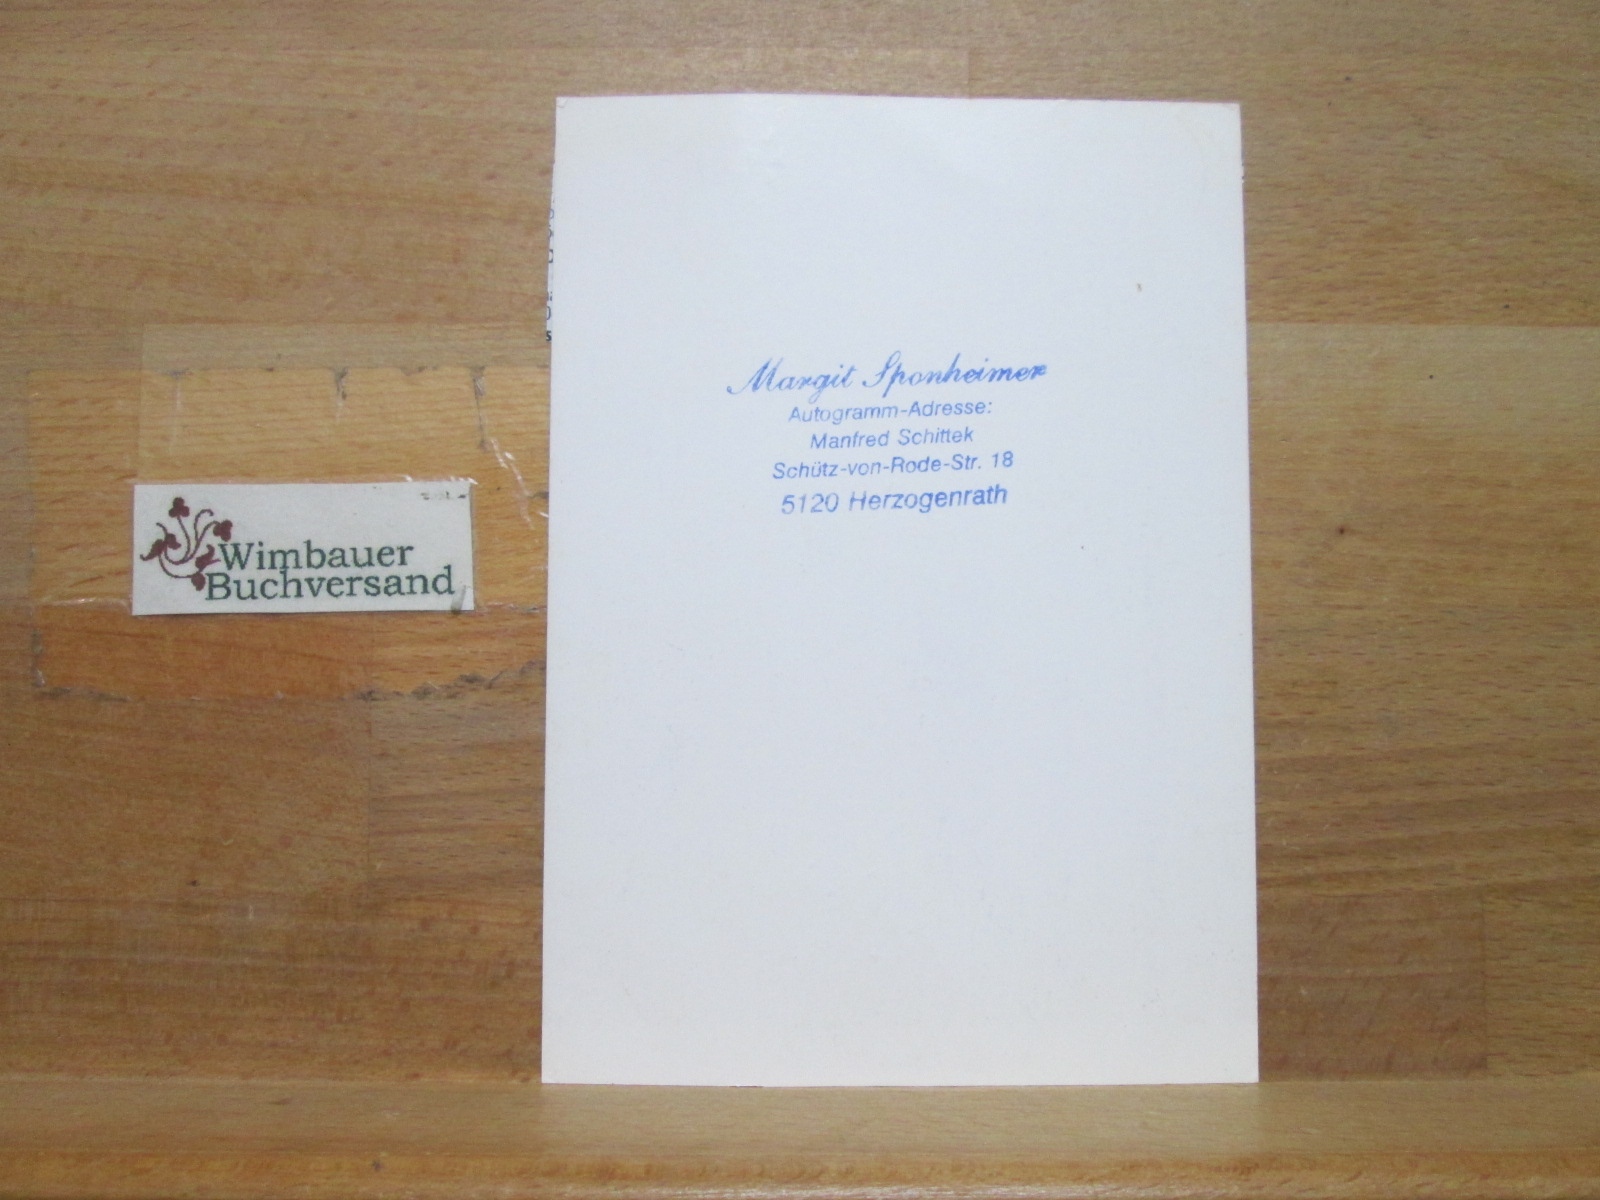 Wimbauer
Buchversand
Margit Sponheimer
Autogramm-Adresse:
Manfred Schittek
Schütz-von-Rode-Str. 18
5120 Herzogenrath